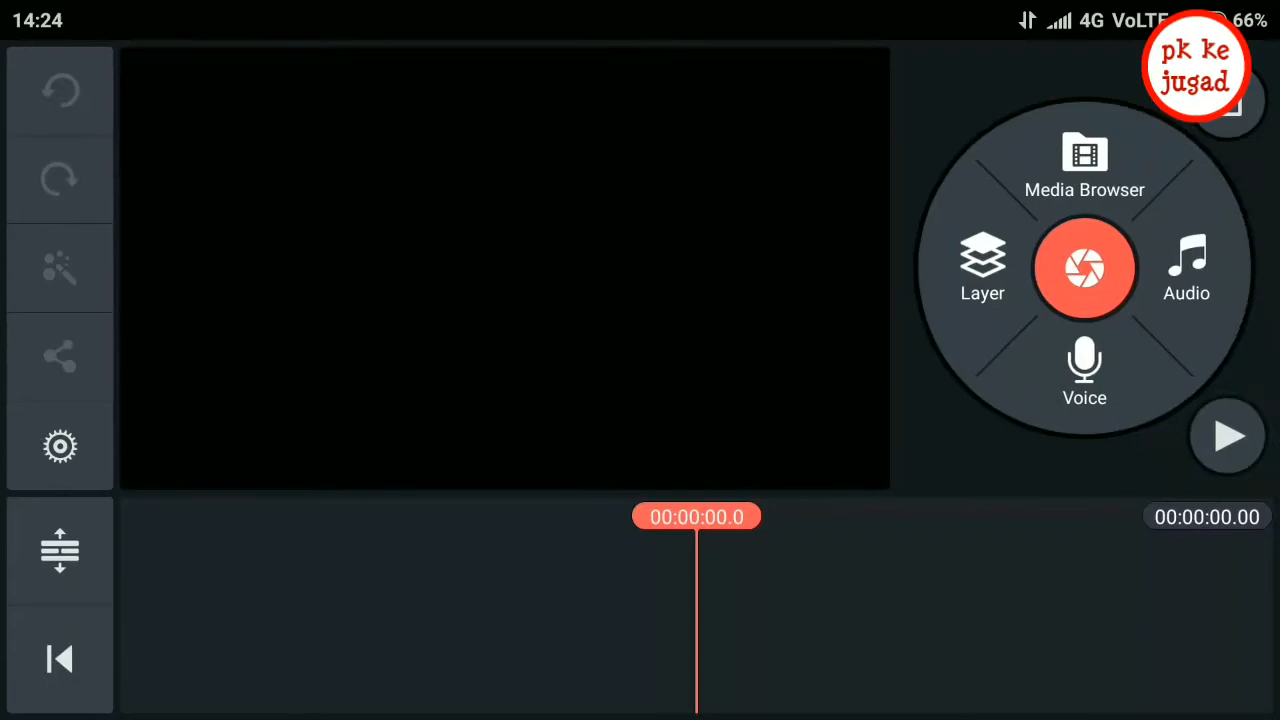 14:24
4G VoLTE
66%
pk ke
jugad
Media Browser
Layer
Audio
Voice
00:00:00.0
00:00:00.00